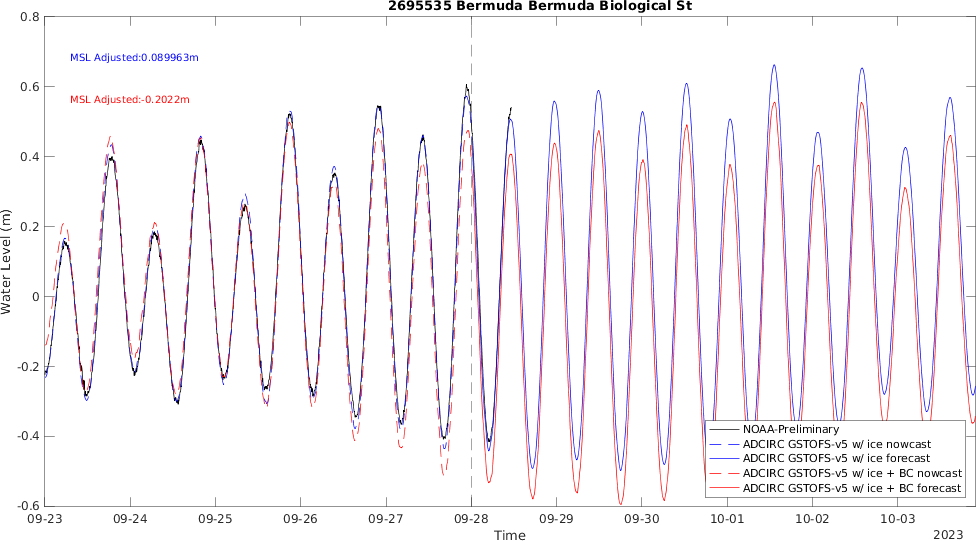 2695535 Bermuda Bermuda Biological St
MSL Adjusted:0.089963m
MSL Adjusted:-0.2022m
Water Level (m)
0.8
0.6
0.4
0.2
0
-0.2
-0.4
-0.6
NOAA-Preliminary
ADCIRC GSTOFS-v5 w/ ice nowcast
ADCIRC GSTOFS-v5 w/ ice forecast
ADCIRC GSTOFS-v5 w/ ice + BC nowcast
ADCIRC GSTOFS-v5 w/ ice + BC forecast
09-23 09-24 09-25 09-26 09-27 09-28 09-29 09-30 10-01 10-02 10-03
Time
2023